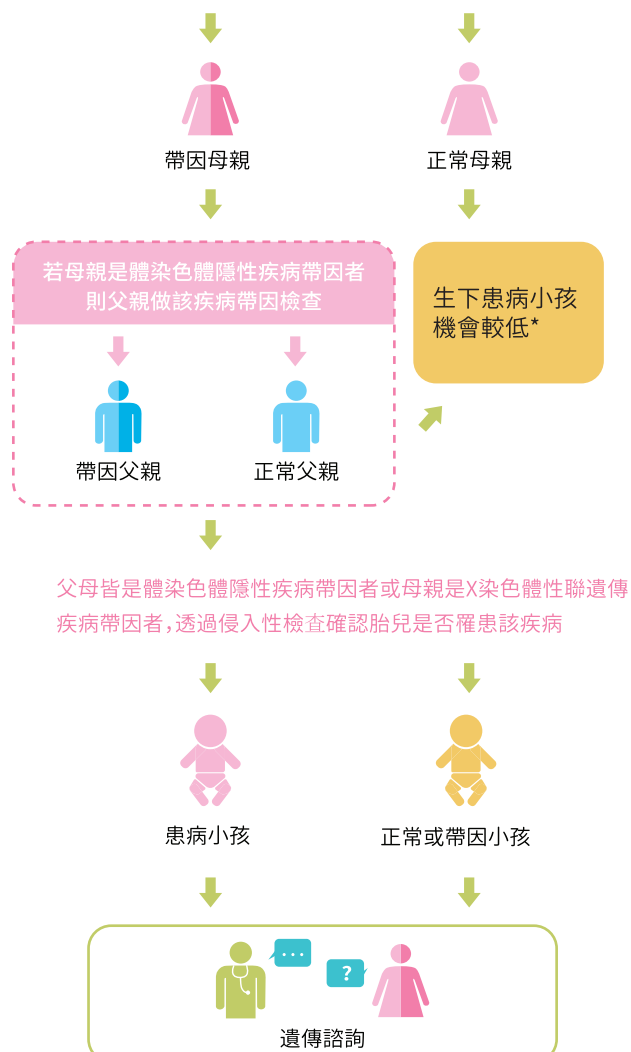 帶因母親
正常母親
若母親是體染色體隱性疾病帶因者
則父親做該疾病帶因檢查
生下患病小孩
機會較低*
帶因父親
正常父親
父母皆是體染色體隱性疾病帶因者或母親是X染色體性聯遺傳
疾病帶因者,透過侵入性檢查確認胎兒是否罹患該疾病
患病小孩
正常或帶因小孩
...
?
遺傳諮詢